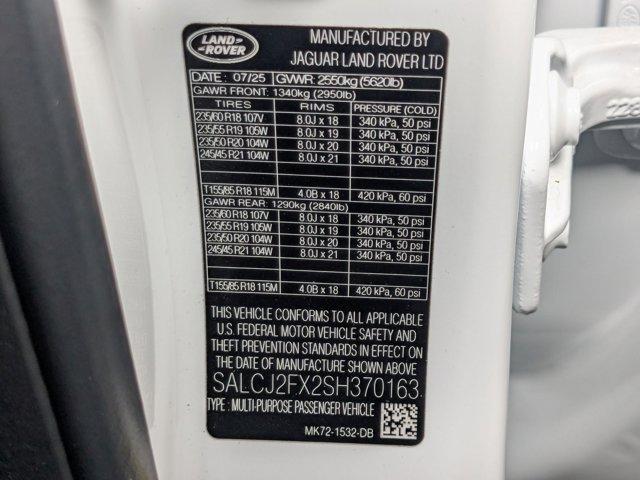 LAND-
ROVER
MANUFACTURED BY
JAGUAR LAND ROVER LTD
DATE : 07/25 GVWR: 2550kg (5620lb)
GAWR FRONT: 1340kg (2950lb)
TIRES RIMS PRESSURE (COLD)
235/60 R18 107V 8.0J x 18 340 kPa, 50 psi
235/55 R19 105W 8.0J x 19 340 kPa, 50 psi
235/50 R20 104W 8.0J x 20 340 kPa, 50 psi
245/45 R21 104W 8.0J x 21 340 kPa, 50 psi
T155/85 R18 115M 4.0B x 18 420 kPa, 60 psi
GAWR REAR: 1290kg (2840lb)
235/60 R18 107V 8.0J x 18 340 kPa, 50 psi
235/55 R19 105W 8.0J x 19 340 kPa, 50 psi
235/50 R20 104W 8.0J x 20 340 kPa, 50 psi
245/45 R21 104W 8.0J x 21 340 kPa, 50 psi
T155/85 R18 115M 4.0B x 18 420 kPa, 60 psi
THIS VEHICLE CONFORMS TO ALL APPLICABLE
U.S. FEDERAL MOTOR VEHICLE SAFETY AND
THEFT PREVENTION STANDARDS IN EFFECT ON
THE DATE OF MANUFACTURE SHOWN ABOVE
SALCJ2FX2SH370163
TYPE : MULTI-PURPOSE PASSENGER VEHICLE
MK72-1532-DB